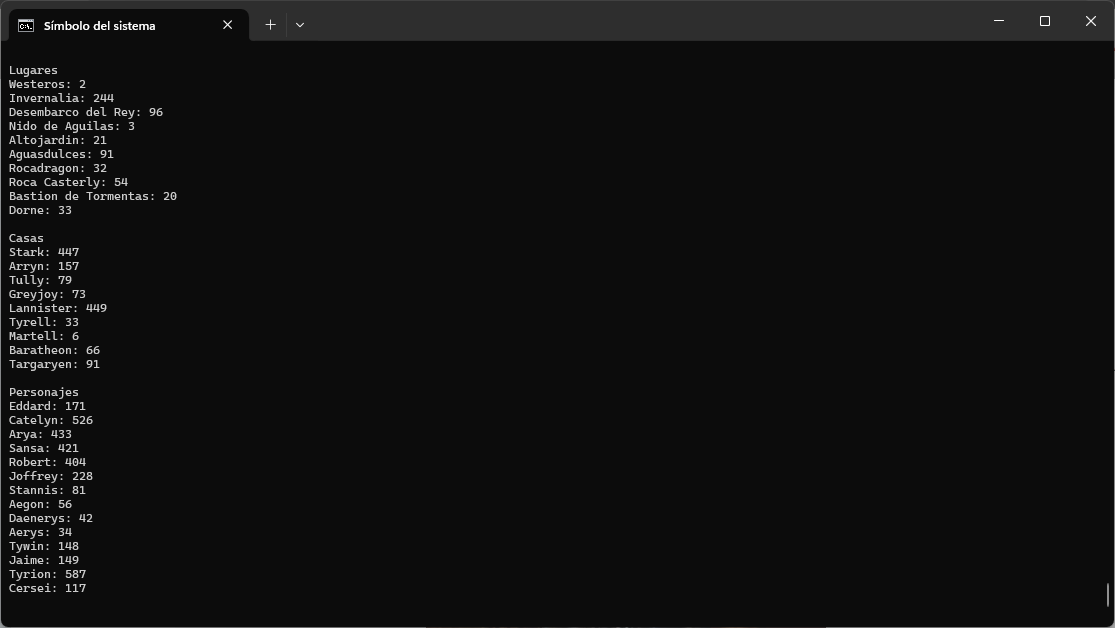 Símbolo del sistema
Lugares
Westeros: 2
Invernalia: 244
Desembarco del Rey: 96
Nido de Aguilas: 3
Altojardin: 21
Aguasdulces: 91
Rocadragon: 32
Roca Casterly: 54
Bastion de Tormentas: 20
Dorne: 33
Casas
Stark: 447
Arryn: 157
Tully: 79
Greyjoy: 73
Lannister: 449
Tyrell: 33
Martell: 6
Baratheon: 66
Targaryen: 91
Personajes
Eddard: 171
Catelyn: 526
Arya: 433
Sansa: 421
Robert: 404
Joffrey: 228
Stannis: 81
Aegon: 56
Daenerys: 42
Aerys: 34
Tywin: 148
Jaime: 149
Tyrion: 587
Cersei: 117